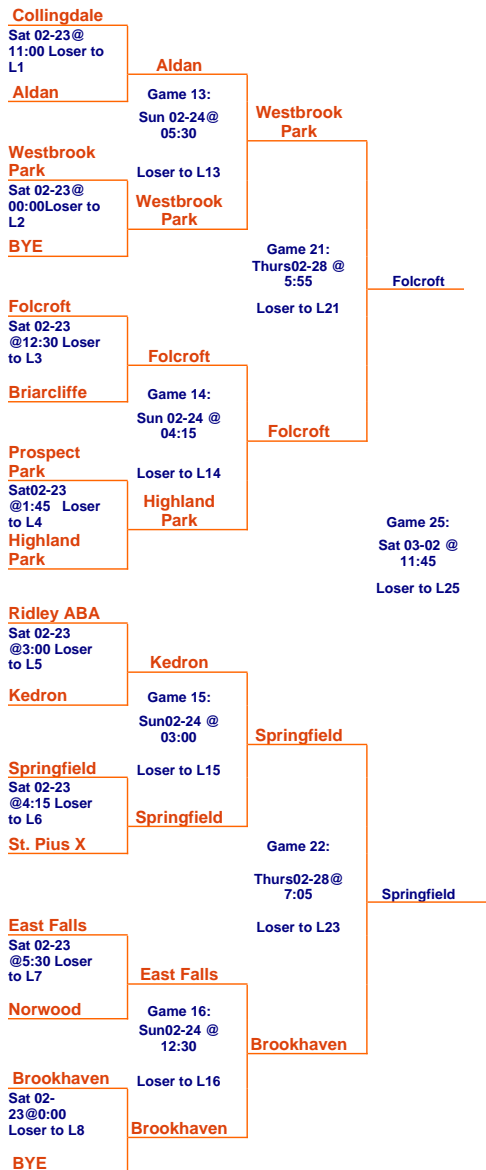 Collingdale
Sat 02-23@
11:00 Loser to
L1
Aldan
Aldan
Game 13:
Sun 02-24@
05:30
Loser to L13
Westbrook
Park
Westbrook
Park
Sat 02-23@
00:00Loser to
L2
BYE
Westbrook
Park
Game 21:
Thurs02-28 @
5:55
Loser to L21
Folcroft
Folcroft
Sat 02-23
@12:30 Loser
to L3
Briarcliffe
Folcroft
Game 14:
Sun 02-24 @
04:15
Loser to L14
Folcroft
Prospect
Park
Sat02-23
@1:45 Loser
to L4
Highland
Park
Highland
Park
Game 25:
Sat 03-02 @
11:45
Loser to L25
Ridley ABA
Sat 02-23
@3:00 Loser
to L5
Kedron
Kedron
Game 15:
Sun02-24 @
03:00
Loser to L15
Springfield
Springfield
Sat 02-23
@4:15 Loser
to L6
St. Pius X
Springfield
Game 22:
Thurs02-28@
7:05
Loser to L23
Springfield
East Falls
Sat 02-23
@5:30 Loser
to L7
Norwood
East Falls
Game 16:
Sun02-24 @
12:30
Loser to L16
Brookhaven
Brookhaven
Sat 02-
23@0:00
Loser to L8
BYE
Brookhaven